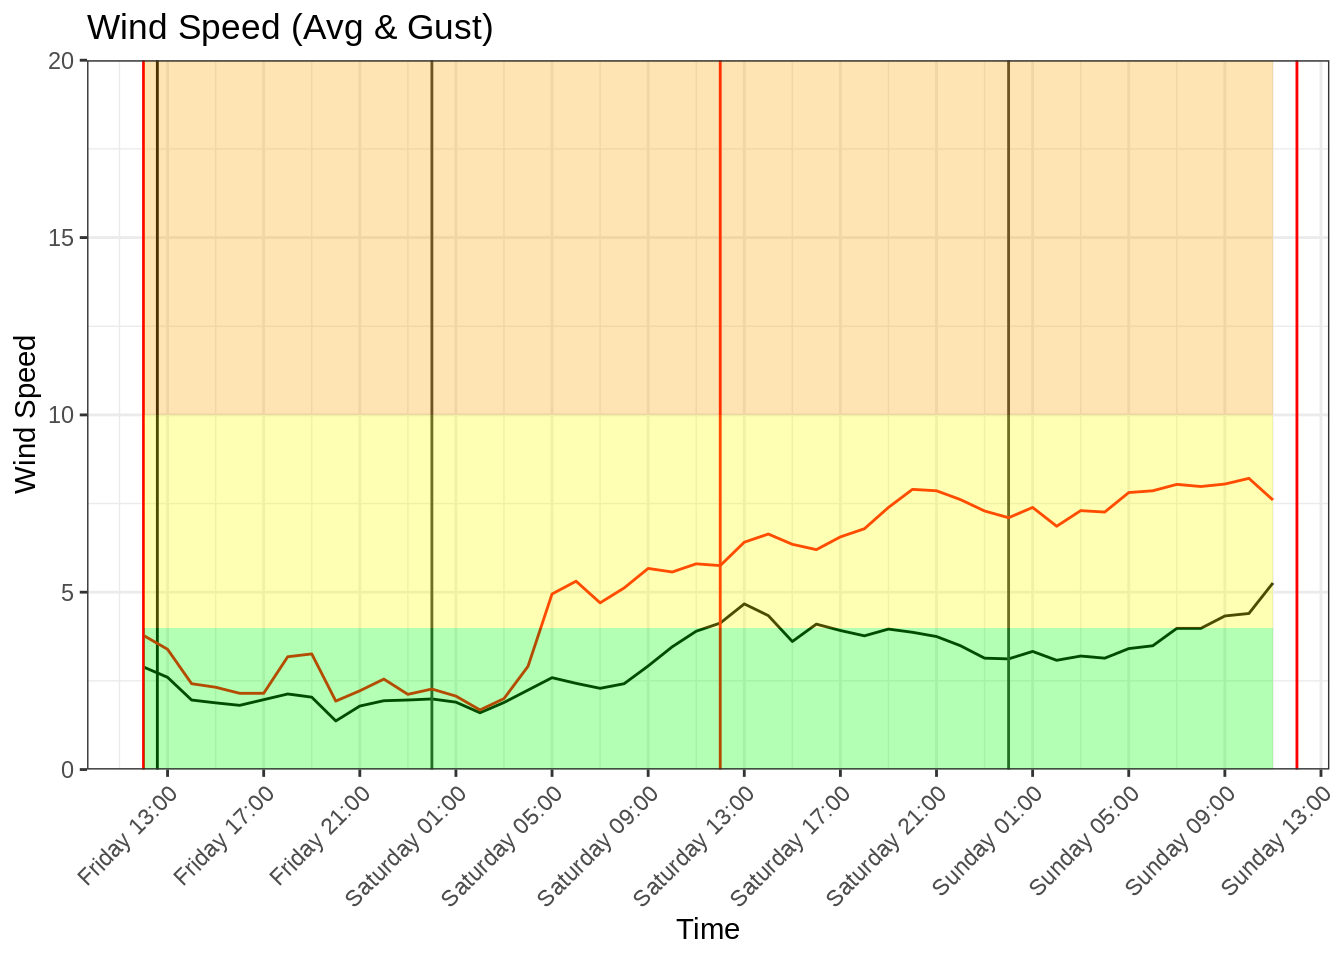 Wind Speed (Avg & Gust)
20
15
10
5
0
Wind Speed
Friday 13:00
Friday 17:00
Friday 21:00
Saturday 01:00
Saturday 05:00
Saturday 09:00
Saturday 13:00
Saturday 17:00
Saturday 21:00
Sunday 01:00
Sunday 05:00
Sunday 09:00
Sunday 13:00
Time